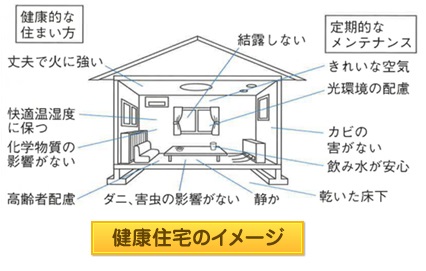 健康的な
住まい方
定期的な
メンテナンス
結露しない
丈夫で火に強い
きれいな空気
光環境の配慮
快適温湿度
に保つ
カビの
害がない
化学物質の
影響がない
飲み水が安心
高齢者配慮
ダニ、害虫の影響がない
静か
乾いた床下
健康住宅のイメージ